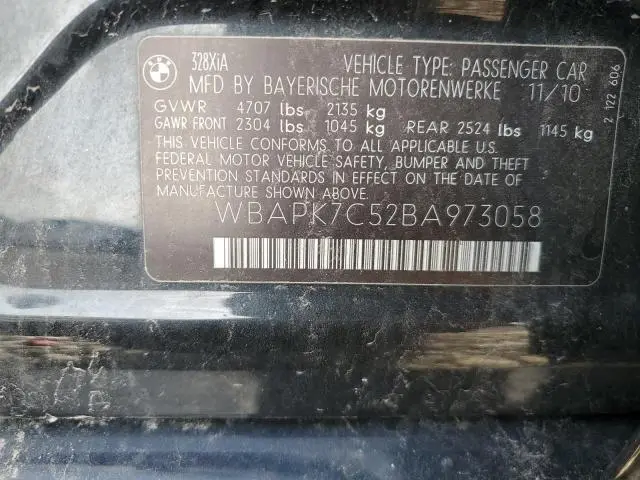 BMW
328XiA VEHICLE TYPE: PASSENGER CAR
MFD BY BAYERISCHE MOTORENWERKE 11/10
GVWR 4707 lbs 2135 kg
GAWR FRONT 2304 lbs 1045 kg REAR 2524 lbs 1145 kg
THIS VEHICLE CONFORMS TO ALL APPLICABLE U.S.
FEDERAL MOTOR VEHICLE SAFETY, BUMPER AND THEFT
PREVENTION STANDARDS IN EFFECT ON THE DATE OF
MANUFACTURE SHOWN ABOVE.
WBAPK7C52BA973058
2 122 606